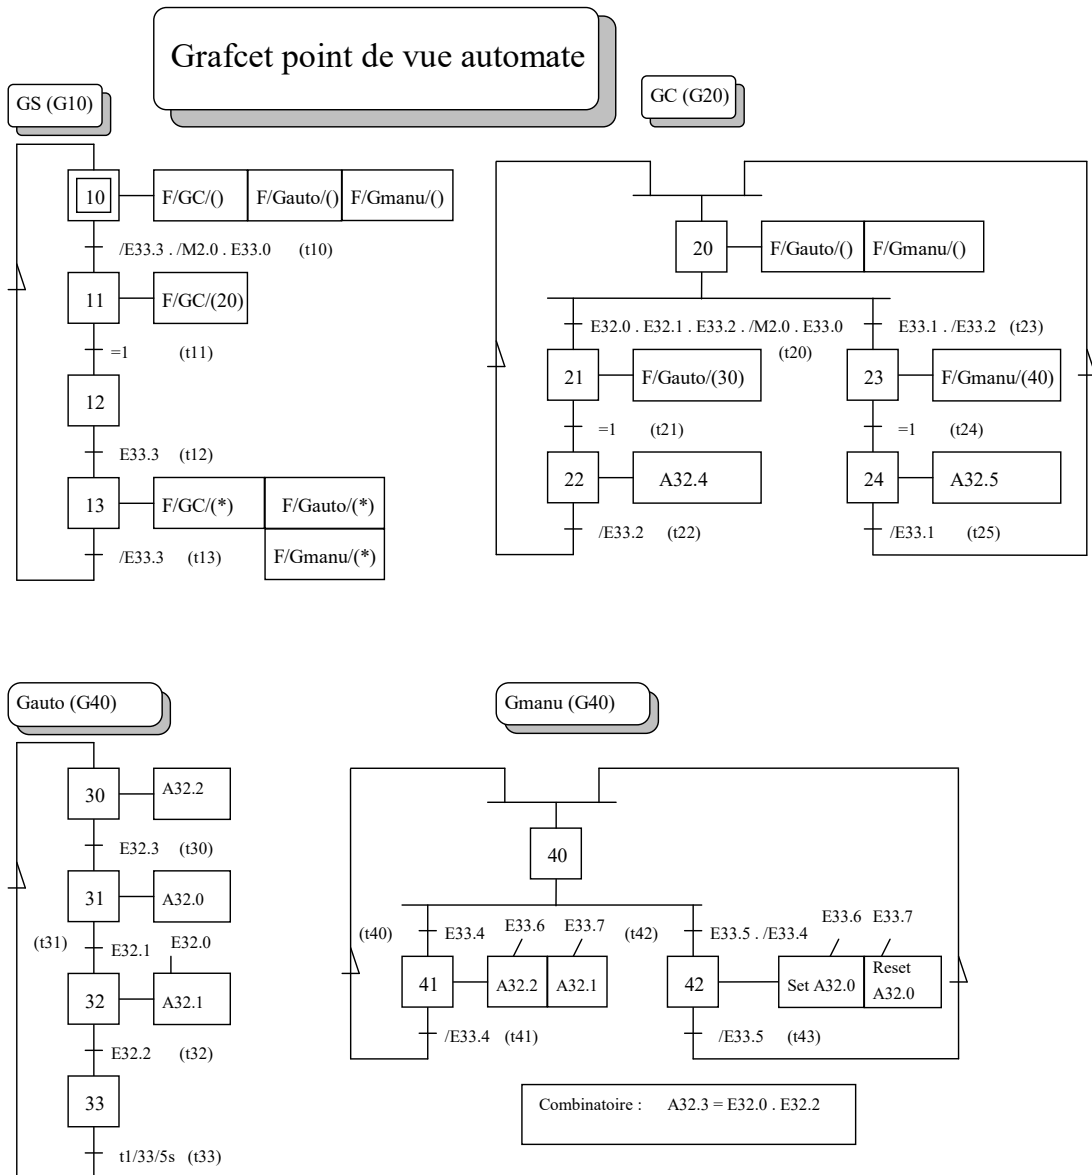 Grafcet point de vue automate
GS (G10)
10
F/GC/() F/Gauto/() F/Gmanu/()
/E33.3 . /M2.0 . E33.0 (t10)
11
F/GC/(20)
=1 (t11)
12
E33.3 (t12)
13
F/GC/(*) F/Gauto/(*)
F/Gmanu/(*)
/E33.3 (t13)
GC (G20)
20
F/Gauto/() F/Gmanu/()
E32.0 . E32.1 . E33.2 . /M2.0 . E33.0
(t20)
E33.1 . /E33.2 (t23)
21
F/Gauto/(30)
23
F/Gmanu/(40)
=1 (t21)
=1 (t24)
22
A32.4
24
A32.5
/E33.2 (t22)
/E33.1 (t25)
Gauto (G40)
30
A32.2
E32.3 (t30)
31
A32.0
(t31) E32.1 E32.0
32
A32.1
E32.2 (t32)
33
t1/33/5s (t33)
Gmanu (G40)
40
(t40) E33.4 E33.6 E33.7
(t42) E33.5 . /E33.4 E33.6 E33.7
41
A32.2 A32.1
42
Set A32.0
Reset
A32.0
/E33.4 (t41)
/E33.5 (t43)
Combinatoire : A32.3 = E32.0 . E32.2